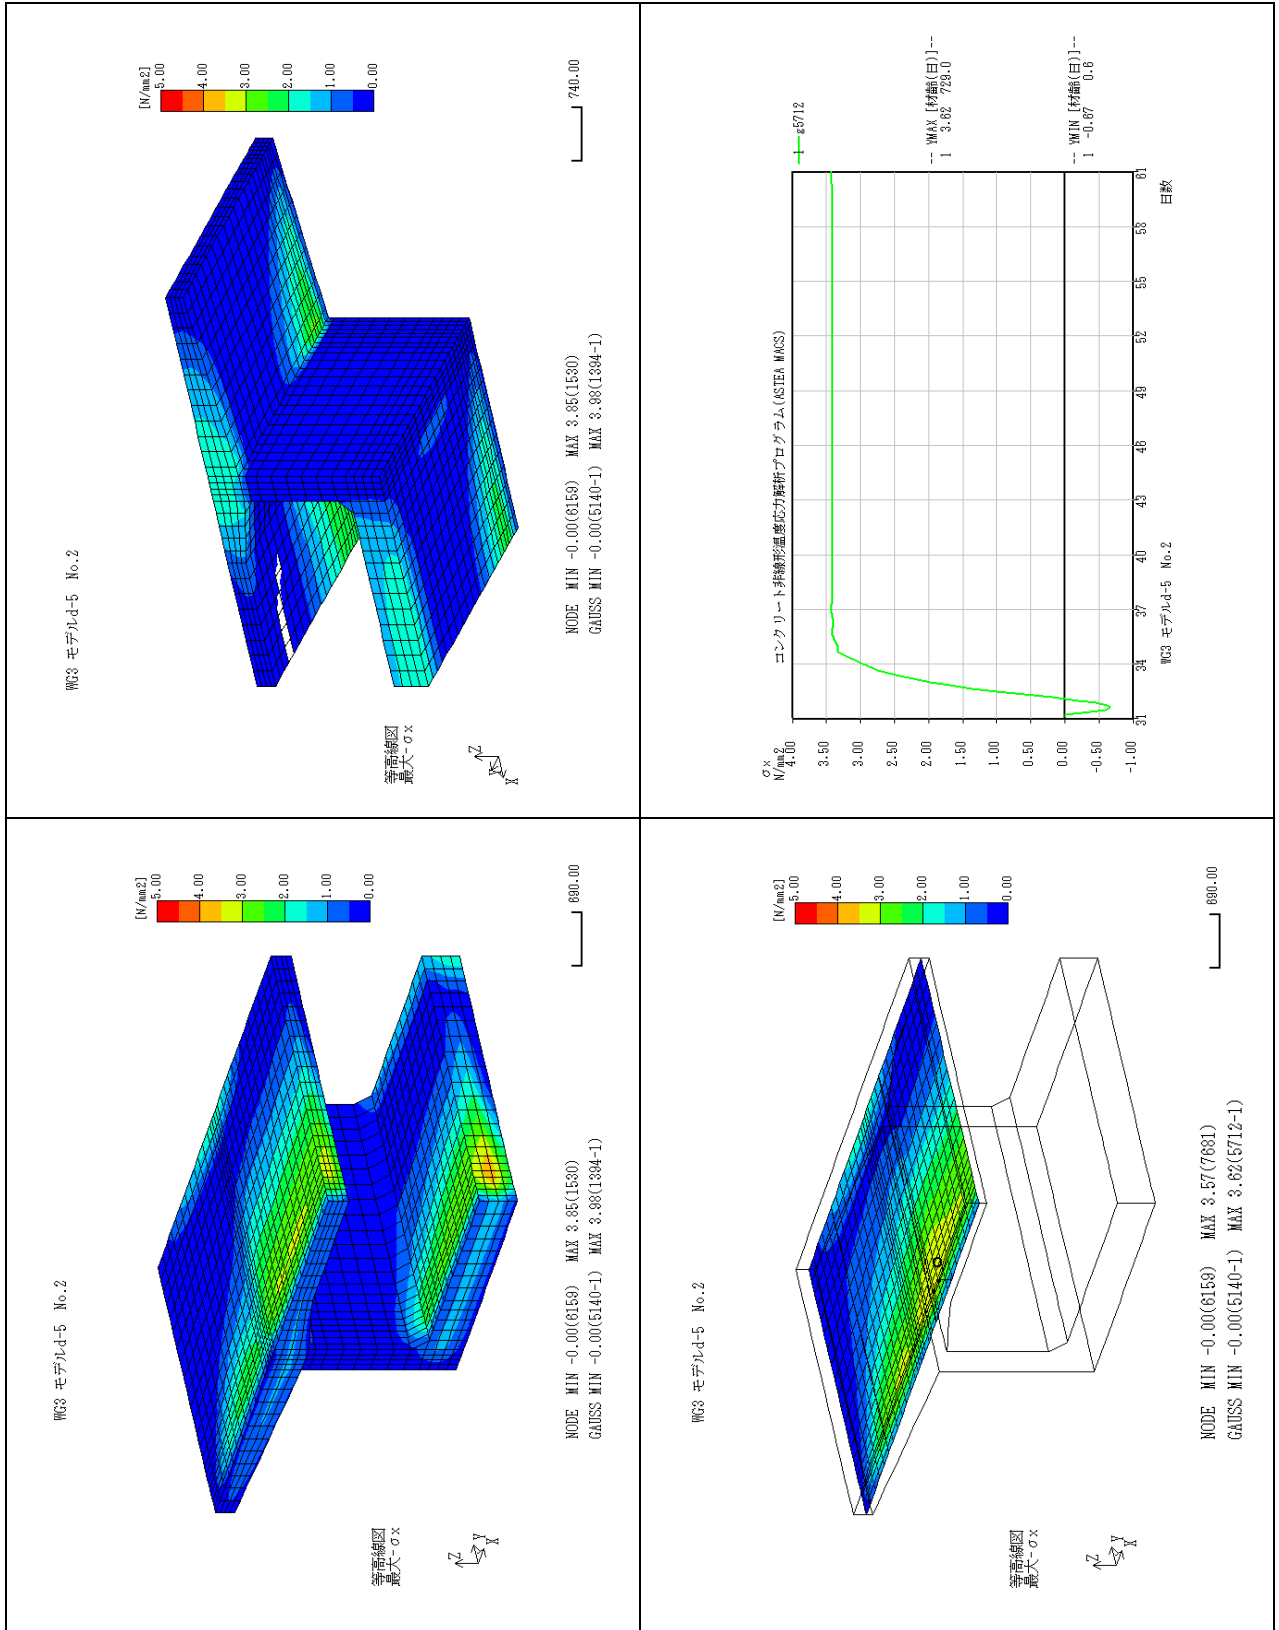 WG3 モデルd-5 No.2
[N/mm2]
5.00
4.00
3.00
2.00
1.00
0.00
等高線図
最大-σx
Z
Y
X
740.00
NODE MIN -0.00(6159) MAX 3.85(1530)
GAUSS MIN -0.00(5140-1) MAX 3.98(1394-1)
コンクリート非線形温度応力解析プログラム(ASTEA MACS)
σx
N/mm2
4.00
3.50
3.00
2.50
2.00
1.50
1.00
0.50
0.00
-0.50
-1.00
31
34
37
40
43
46
49
52
55
58
61
日数
1 g5712
-- YMAX [材齢(日)]--
1 3.62 729.0
-- YMIN [材齢(日)]--
1 -0.67 0.6
WG3 モデルd-5 No.2
WG3 モデルd-5 No.2
[N/mm2]
5.00
4.00
3.00
2.00
1.00
0.00
等高線図
最大-σx
Z
Y
X
690.00
NODE MIN -0.00(6159) MAX 3.85(1530)
GAUSS MIN -0.00(5140-1) MAX 3.98(1394-1)
WG3 モデルd-5 No.2
[N/mm2]
5.00
4.00
3.00
2.00
1.00
0.00
等高線図
最大-σx
Z
Y
X
690.00
NODE MIN -0.00(6159) MAX 3.57(7681)
GAUSS MIN -0.00(5140-1) MAX 3.62(5712-1)